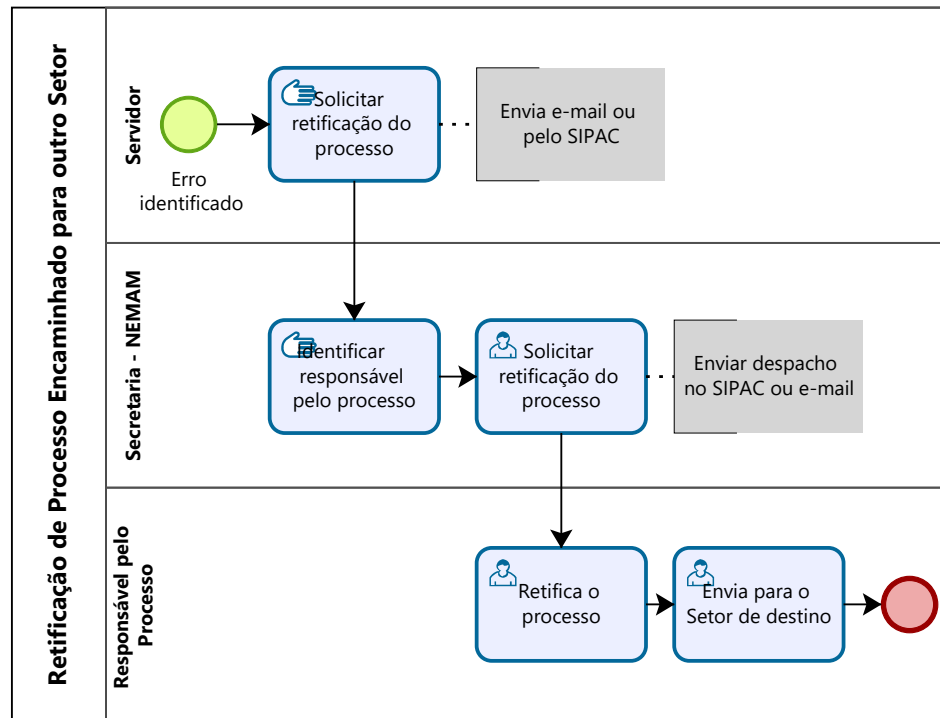 Retificação de Processo Encaminhado para outro Setor
Servidor
Erro
identificado
Solicitar
retificação do
processo
Envia e-mail ou
pelo SIPAC
Secretaria - NEMAM
Identificar
responsável
pelo processo
Solicitar
retificação do
processo
Enviar despacho
no SIPAC ou e-mail
Responsável pelo
Processo
Retifica o
processo
Envia para o
Setor de destino